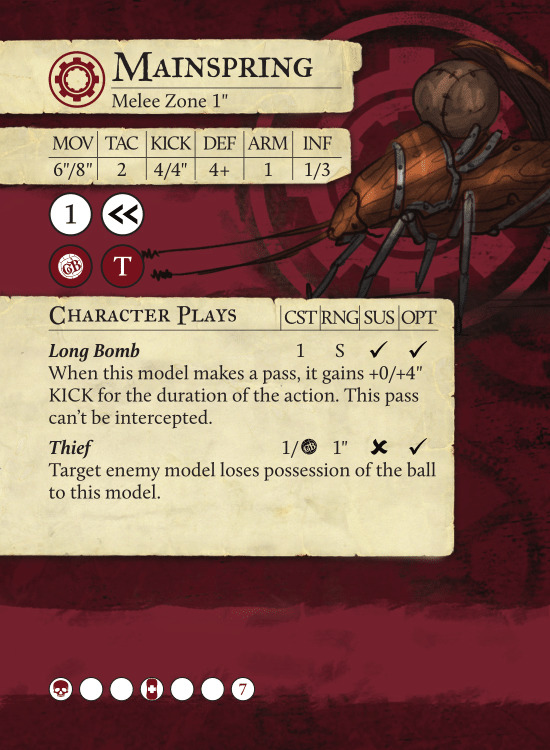 Mainspring
Melee Zone 1"
MOV TAC KICK DEF ARM INF
6"/8" 2 4/4" 4+ 1 1/3
1 <<
GB T
Character Plays CST RNG SUS OPT
Long Bomb 1 S ✓ ✓
When this model makes a pass, it gains +0/+4"
KICK for the duration of the action. This pass
can't be intercepted.
Thief 1/GB 1" ✘ ✓
Target enemy model loses possession of the ball
to this model.
7